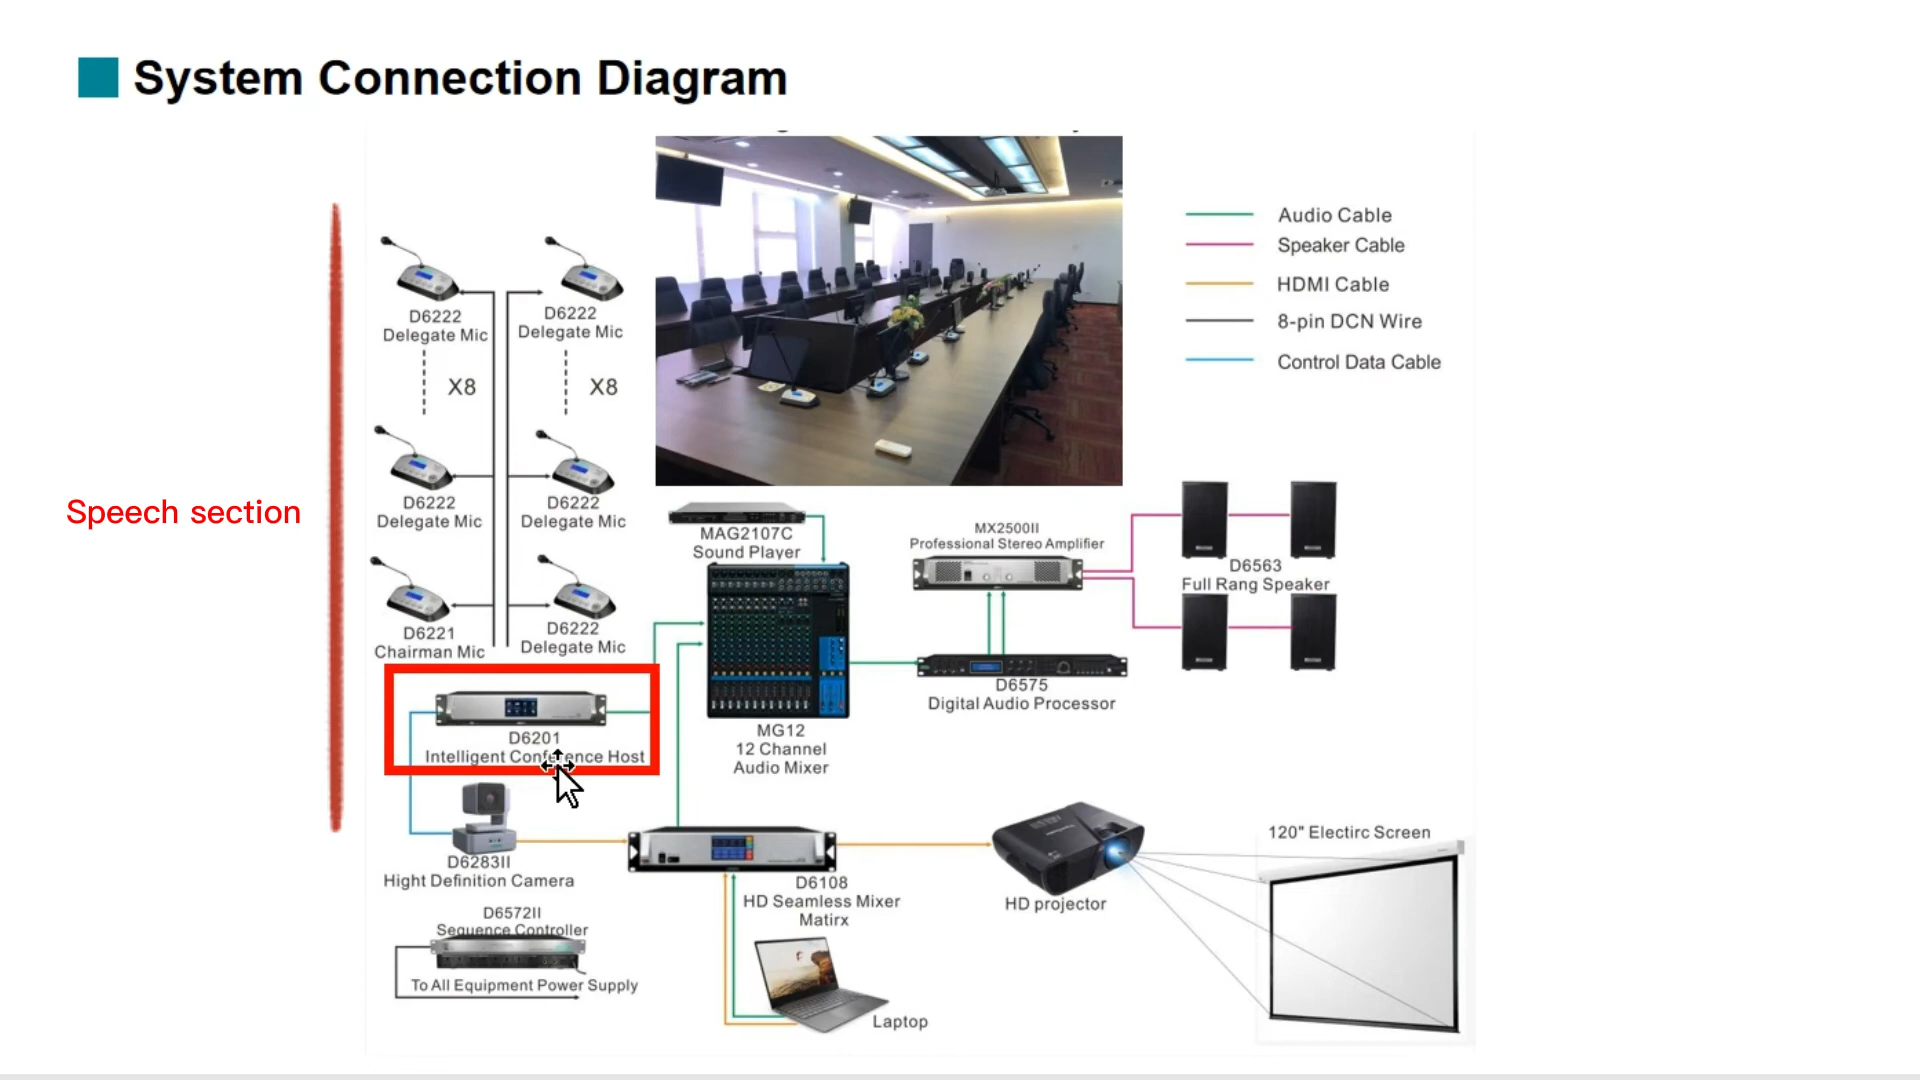 System Connection Diagram
Audio Cable
Speaker Cable
HDMI Cable
8-pin DCN Wire
Control Data Cable
D6222
Delegate Mic
D6222
Delegate Mic
X8
X8
D6222
Delegate Mic
D6222
Delegate Mic
Speech section
D6221
Chairman Mic
D6222
Delegate Mic
MAG2107C
Sound Player
MX2500II
Professional Stereo Amplifier
D6563
Full Rang Speaker
D6575
Digital Audio Processor
D6201
Intelligent Conference Host
MG12
12 Channel
Audio Mixer
D6283II
Hight Definition Camera
D6108
HD Seamless Mixer
Matirx
HD projector
120" Electirc Screen
D6572II
Sequence Controller
To All Equipment Power Supply
Laptop